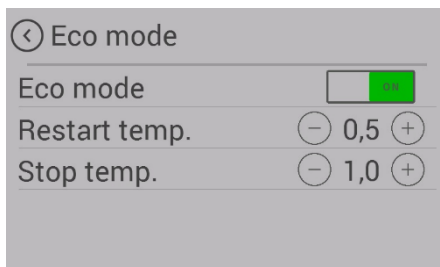 Eco mode
Eco mode ON
Restart temp. − 0,5 +
Stop temp. − 1,0 +